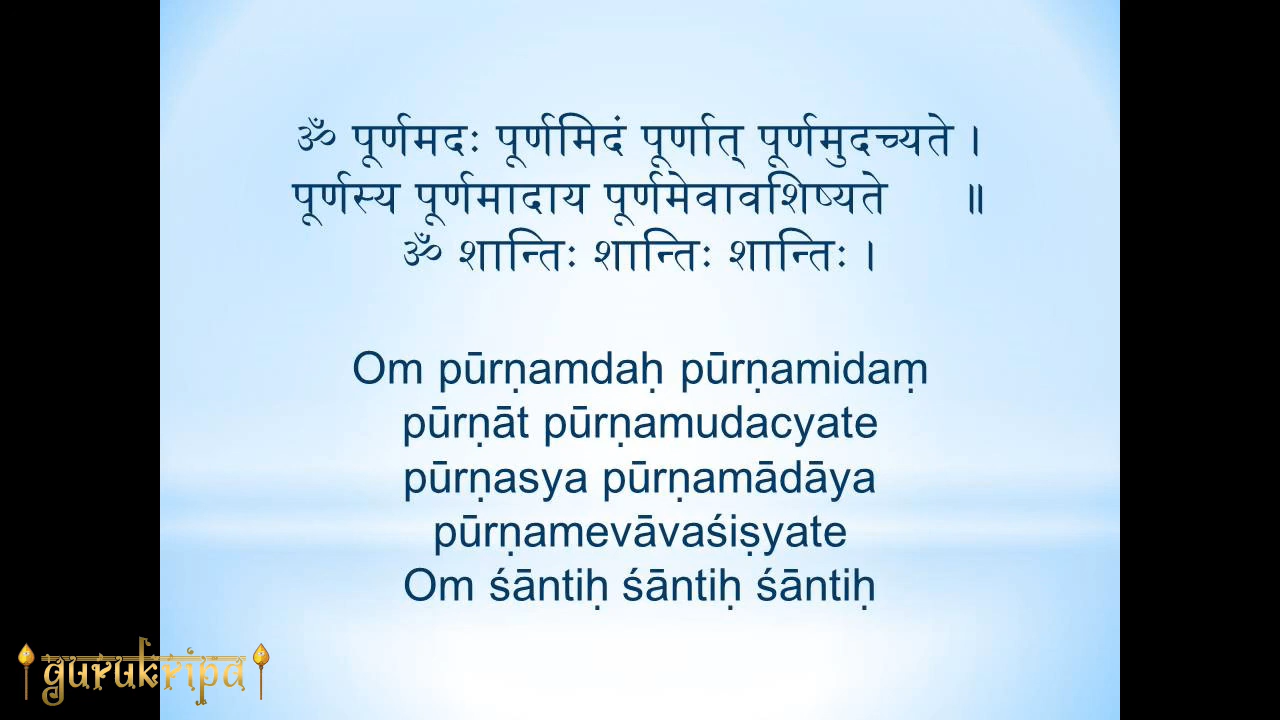 ॐ पूर्णमदः पूर्णमिदं पूर्णात् पूर्णमुदच्यते ।
पूर्णस्य पूर्णमादाय पूर्णमेवावशिष्यते ॥
ॐ शान्तिः शान्तिः शान्तिः ।
Om pūrṇamdaḥ pūrṇamidaṃ
pūrṇāt pūrṇamudacyate
pūrṇasya pūrṇamādāya
pūrṇamevāvaśiṣyate
Om śāntiḥ śāntiḥ śāntiḥ
gurukripa